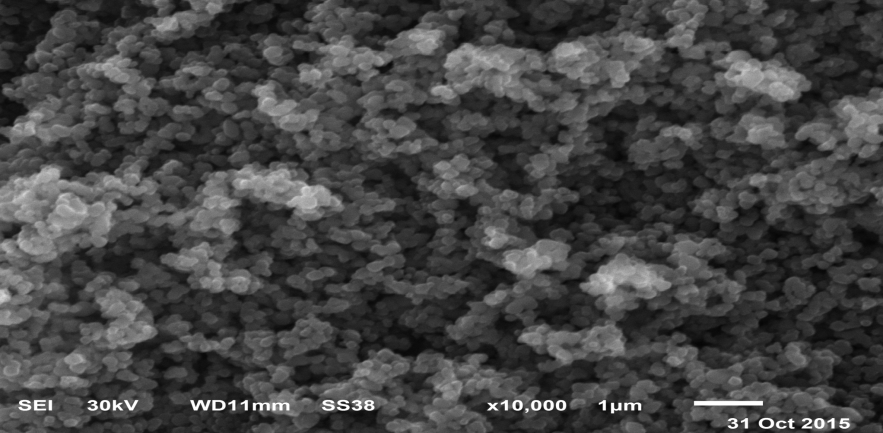 SEI 30kV WD11mm SS38 x10,000 1µm
31 Oct 2015